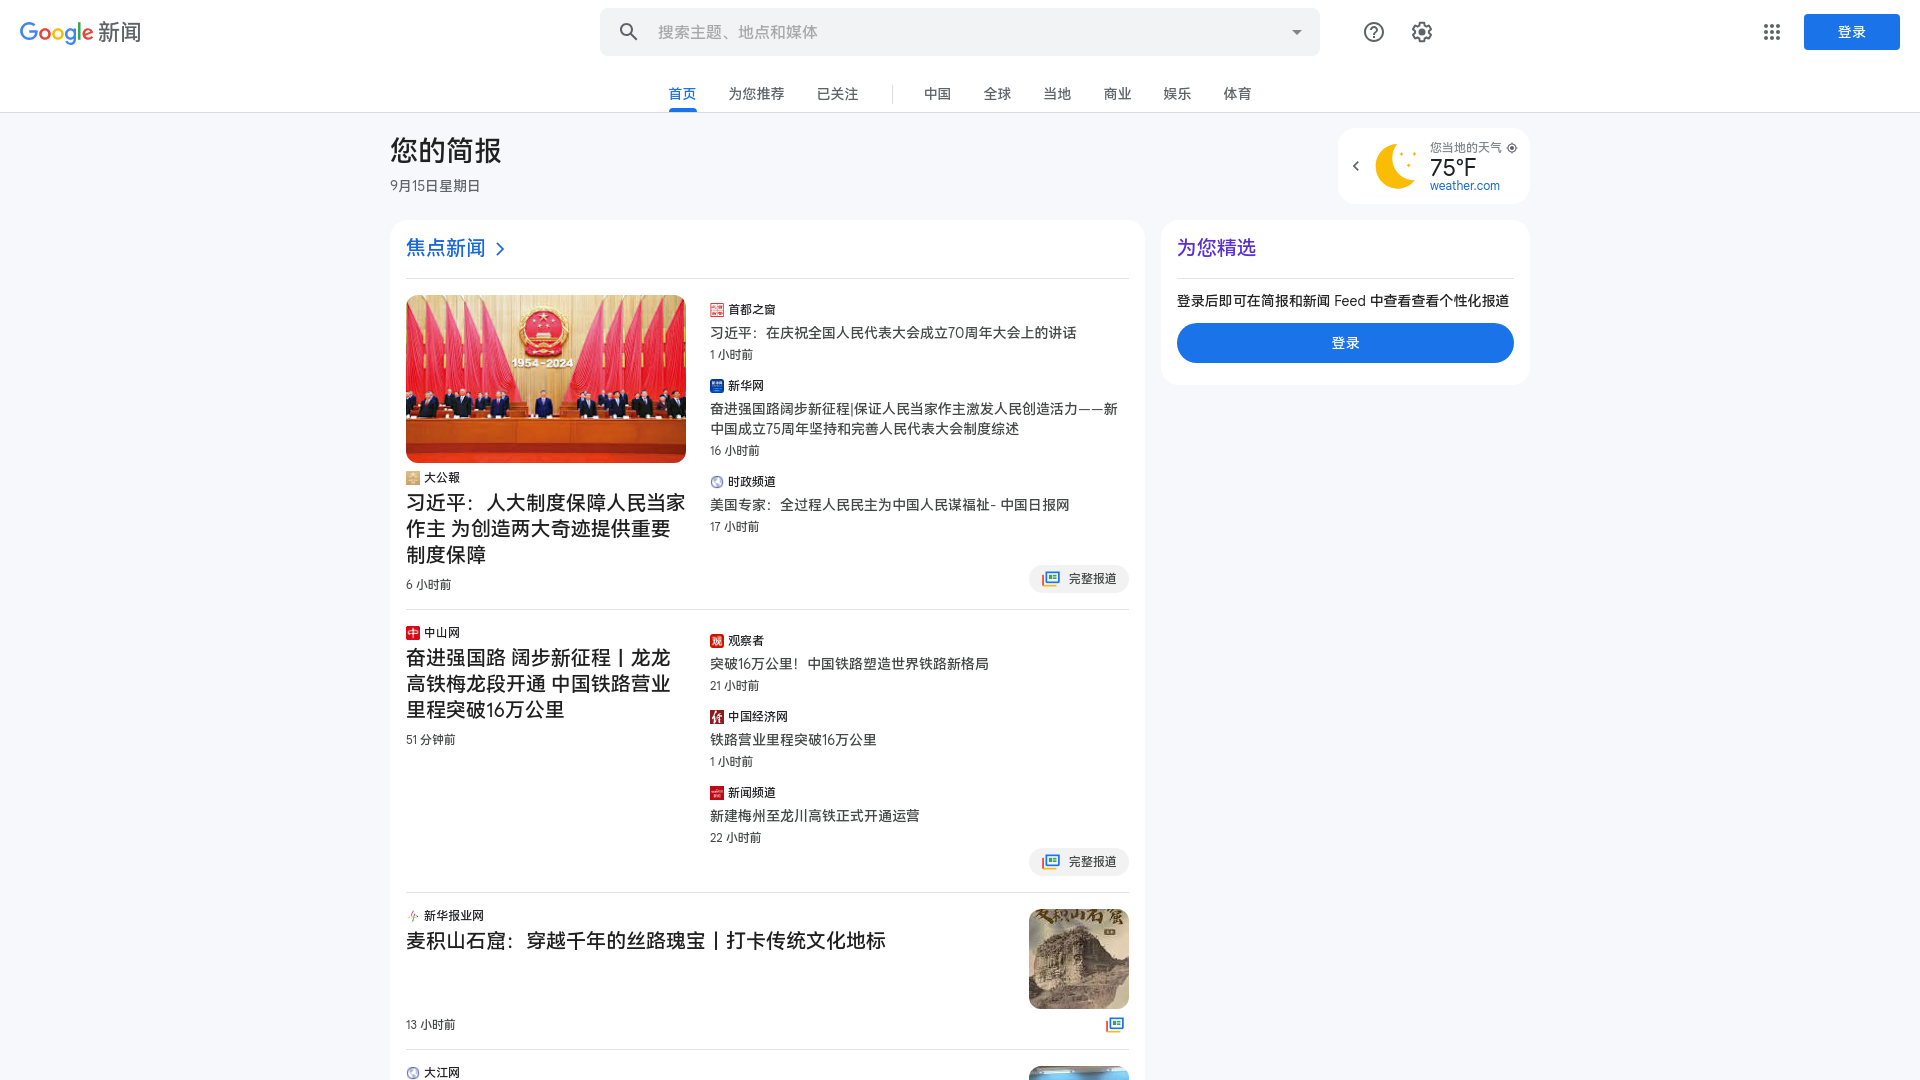 Google 新闻
搜索主题、地点和媒体
登录
首页
为您推荐
已关注
中国
全球
当地
商业
娱乐
体育
您的简报
9月15日星期日
您当地的天气
75°F
weather.com
焦点新闻
1954-2024
大公報
习近平：人大制度保障人民当家
作主 为创造两大奇迹提供重要
制度保障
6 小时前
首都之窗
习近平：在庆祝全国人民代表大会成立70周年大会上的讲话
1 小时前
新华网
奋进强国路阔步新征程|保证人民当家作主激发人民创造活力——新
中国成立75周年坚持和完善人民代表大会制度综述
16 小时前
时政频道
美国专家：全过程人民民主为中国人民谋福祉- 中国日报网
17 小时前
完整报道
中
中山网
奋进强国路 阔步新征程丨龙龙
高铁梅龙段开通 中国铁路营业
里程突破16万公里
51 分钟前
观
观察者
突破16万公里！中国铁路塑造世界铁路新格局
21 小时前
中国经济网
铁路营业里程突破16万公里
1 小时前
新闻频道
新建梅州至龙川高铁正式开通运营
22 小时前
完整报道
新华报业网
麦积山石窟：穿越千年的丝路瑰宝丨打卡传统文化地标
麦积山石窟
13 小时前
大江网
为您精选
登录后即可在简报和新闻 Feed 中查看查看个性化报道
登录